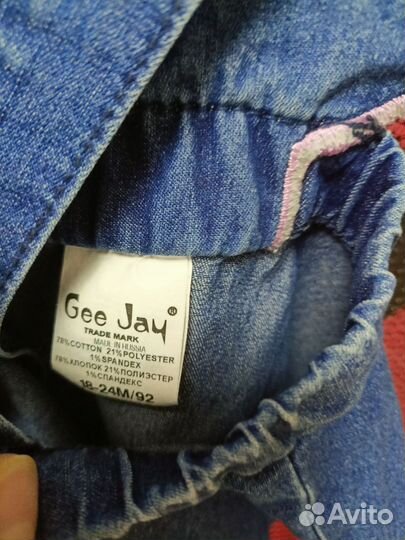 Gee Jay®
TRADE MARK
MADE IN RUSSIA
78%COTTON 21%POLYESTER
1%SPANDEX
78%ХЛОПОК 21%ПОЛИЭСТЕР
1%СПАНДЕКС
18-24M/92
Avito